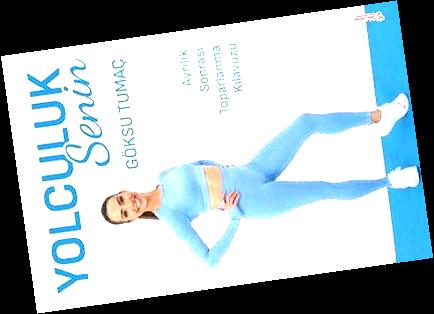 YOLCULUK
Senin
GÖKSU TUMAÇ
Ayrılık
Sonrası
Toparlanma
Kılavuzu